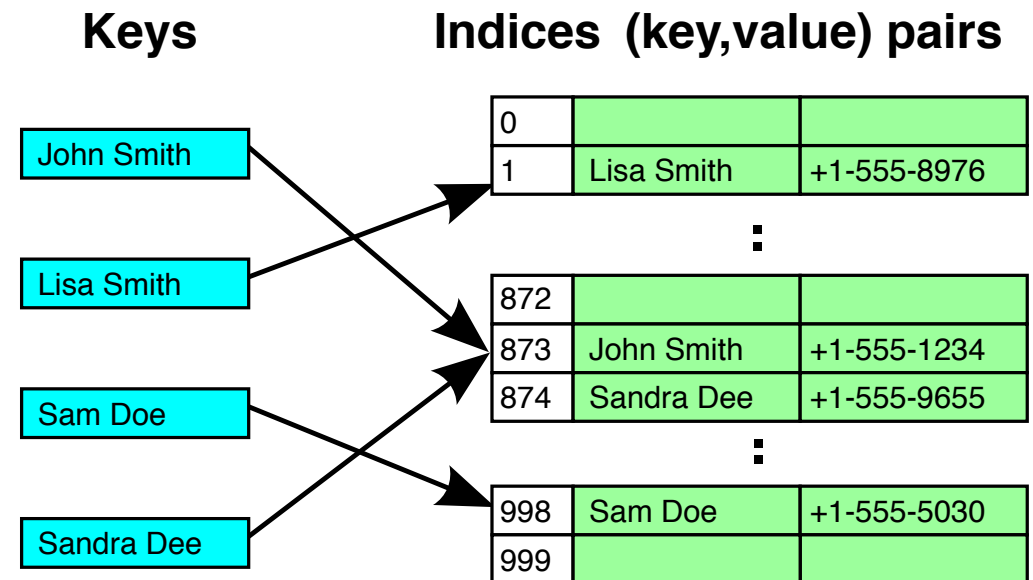 Keys
Indices (key,value) pairs
John Smith
Lisa Smith
Sam Doe
Sandra Dee
0
1 Lisa Smith +1-555-8976
:
872
873 John Smith +1-555-1234
874 Sandra Dee +1-555-9655
:
998 Sam Doe +1-555-5030
999